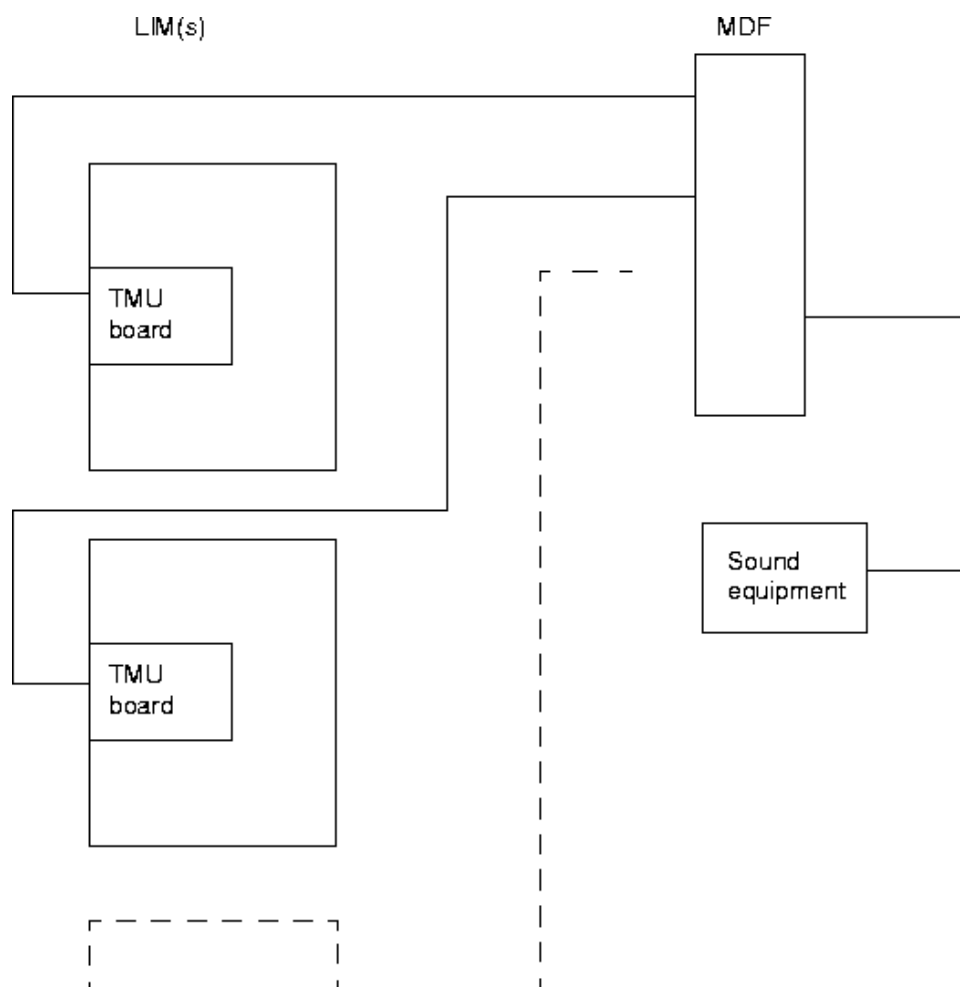 LIM(s)
MDF
TMU
board
Sound
equipment
TMU
board